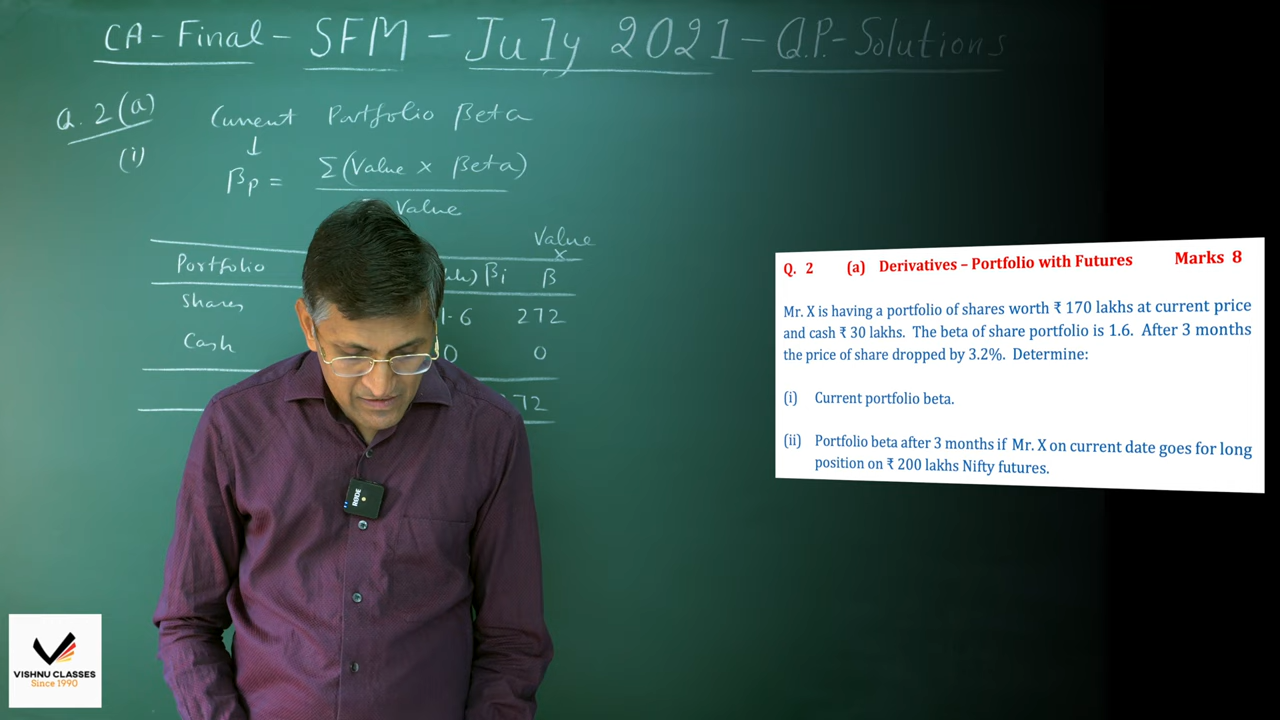 CA-Final-SFM-July 2021-Q.P.-Solutions
Q. 2 (a)
(i)
Current Portfolio Beta
↓
βp = Σ(Value × Beta)
Value
Value
×
Portfolio βi β
Shares 1.6 272
Cash 0 0
72
Q. 2 (a) Derivatives – Portfolio with Futures Marks 8
Mr. X is having a portfolio of shares worth ₹ 170 lakhs at current price
and cash ₹ 30 lakhs. The beta of share portfolio is 1.6. After 3 months
the price of share dropped by 3.2%. Determine:
(i) Current portfolio beta.
(ii) Portfolio beta after 3 months if Mr. X on current date goes for long
position on ₹ 200 lakhs Nifty futures.
RODE
VISHNU CLASSES
Since 1990